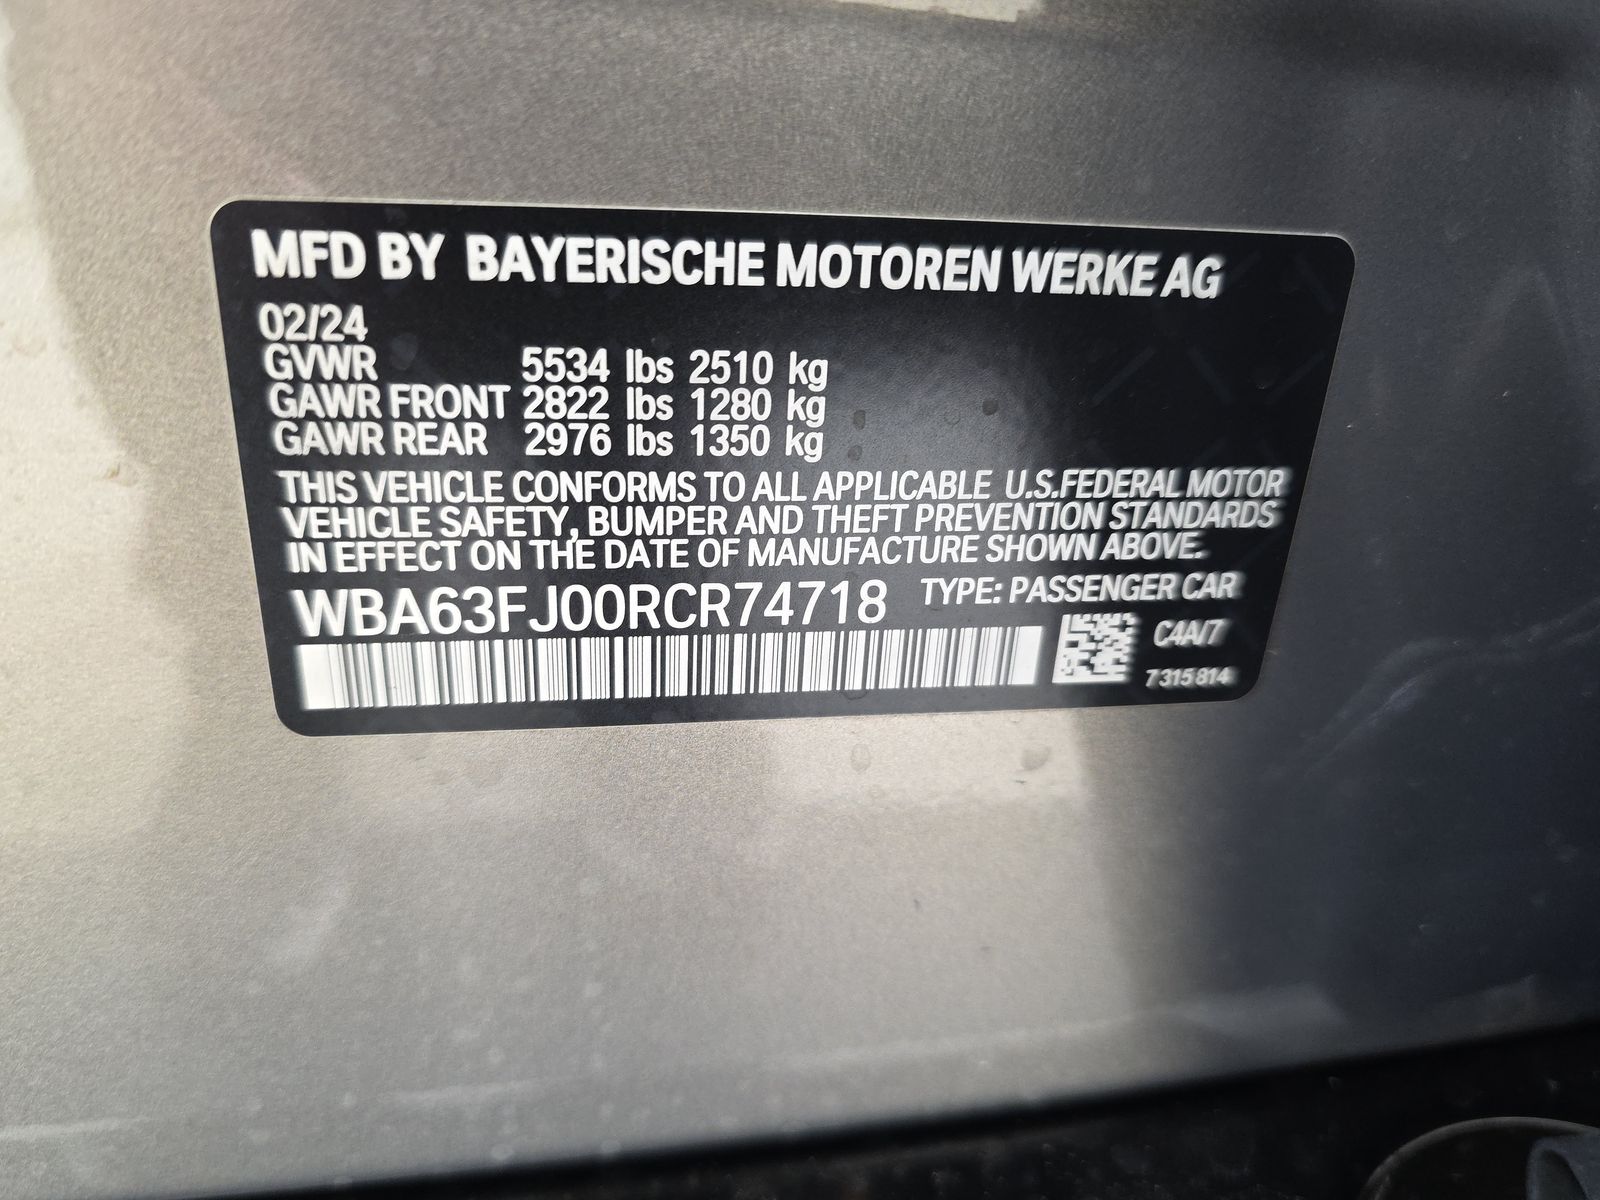 MFD BY BAYERISCHE MOTOREN WERKE AG
02/24
GVWR 5534 lbs 2510 kg
GAWR FRONT 2822 lbs 1280 kg
GAWR REAR 2976 lbs 1350 kg
THIS VEHICLE CONFORMS TO ALL APPLICABLE U.S.FEDERAL MOTOR
VEHICLE SAFETY, BUMPER AND THEFT PREVENTION STANDARDS
IN EFFECT ON THE DATE OF MANUFACTURE SHOWN ABOVE.
WBA63FJ00RCR74718 TYPE: PASSENGER CAR
C4A/7
7 315 814